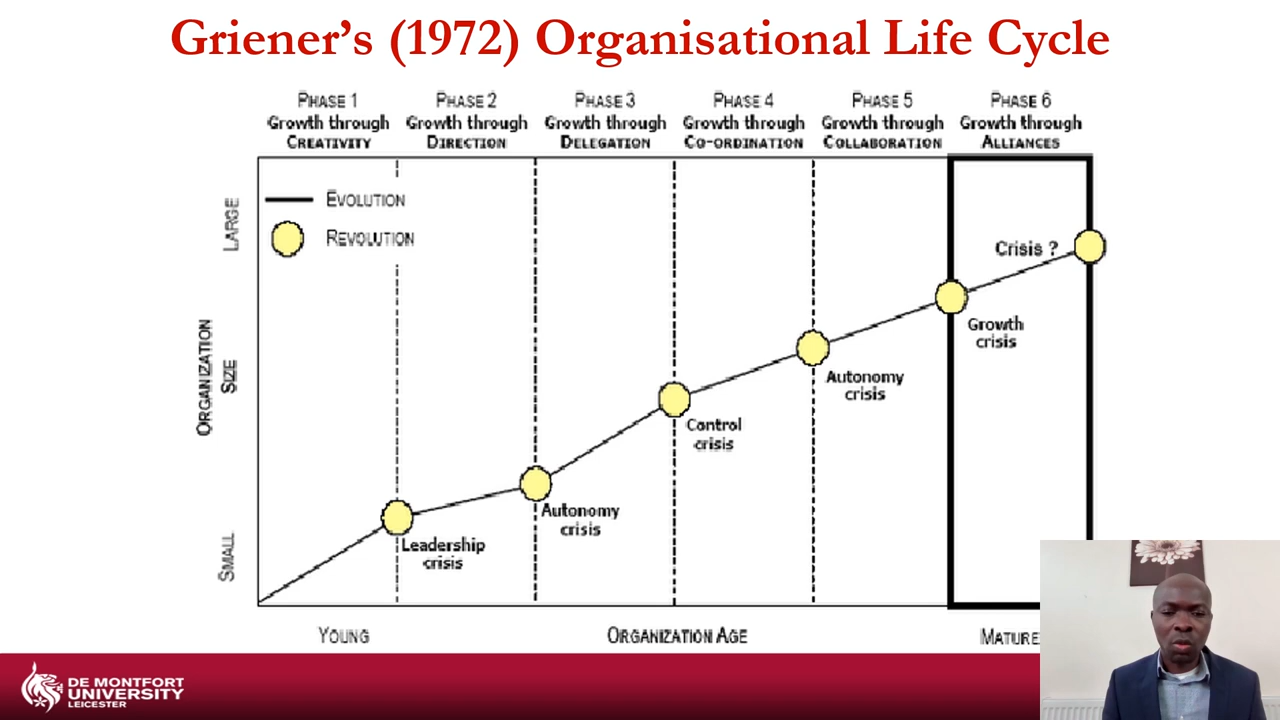 Griener's (1972) Organisational Life Cycle
PHASE 1
Growth through
CREATIVITY
PHASE 2
Growth through
DIRECTION
PHASE 3
Growth through
DELEGATION
PHASE 4
Growth through
CO-ORDINATION
PHASE 5
Growth through
COLLABORATION
PHASE 6
Growth through
ALLIANCES
EVOLUTION
REVOLUTION
LARGE
ORGANIZATION
SIZE
SMALL
Crisis ?
Growth
crisis
Autonomy
crisis
Control
crisis
Autonomy
crisis
Leadership
crisis
YOUNG
ORGANIZATION AGE
MATURE
DE MONTFORT
UNIVERSITY
LEICESTER